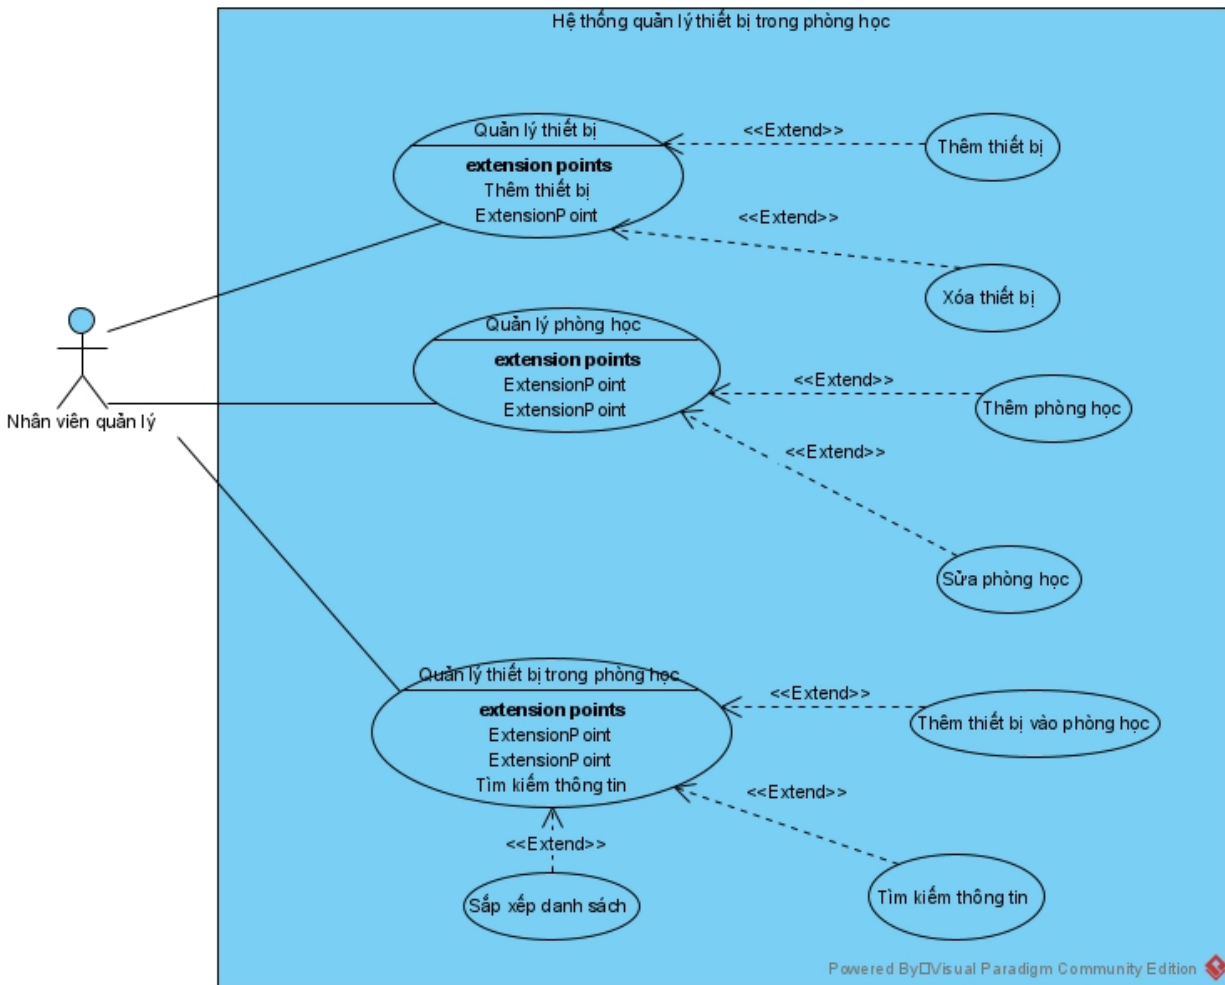 Hệ thống quản lý thiết bị trong phòng học
Quản lý thiết bị
extension points
Thêm thiết bị
ExtensionPoint
<<Extend>>
Thêm thiết bị
<<Extend>>
Xóa thiết bị
Nhân viên quản lý
Quản lý phòng học
extension points
ExtensionPoint
ExtensionPoint
<<Extend>>
Thêm phòng học
<<Extend>>
Sửa phòng học
Quản lý thiết bị trong phòng học
extension points
ExtensionPoint
ExtensionPoint
Tìm kiếm thông tin
<<Extend>>
Thêm thiết bị vào phòng học
<<Extend>>
Tìm kiếm thông tin
<<Extend>>
Sắp xếp danh sách
Powered By□Visual Paradigm Community Edition